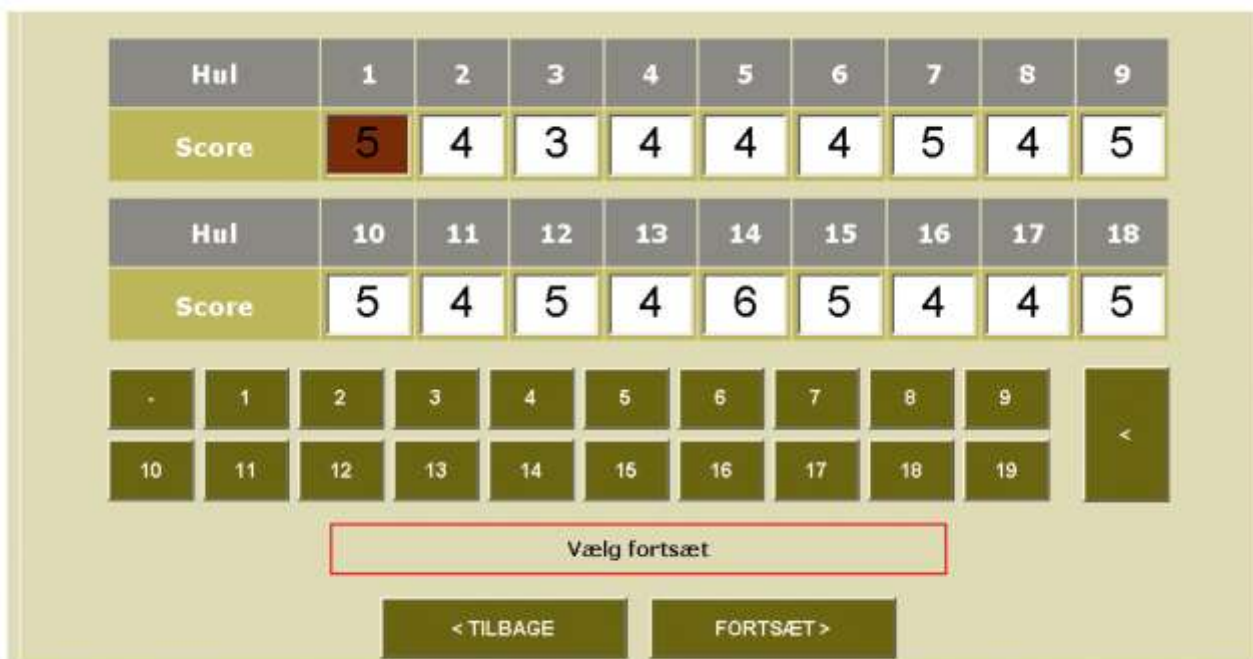 Hul 1 2 3 4 5 6 7 8 9
Score 5 4 3 4 4 4 5 4 5
Hul 10 11 12 13 14 15 16 17 18
Score 5 4 5 4 6 5 4 4 5
- 1 2 3 4 5 6 7 8 9
<
10 11 12 13 14 15 16 17 18 19
Vælg fortsæt
< TILBAGE FORTSÆT >